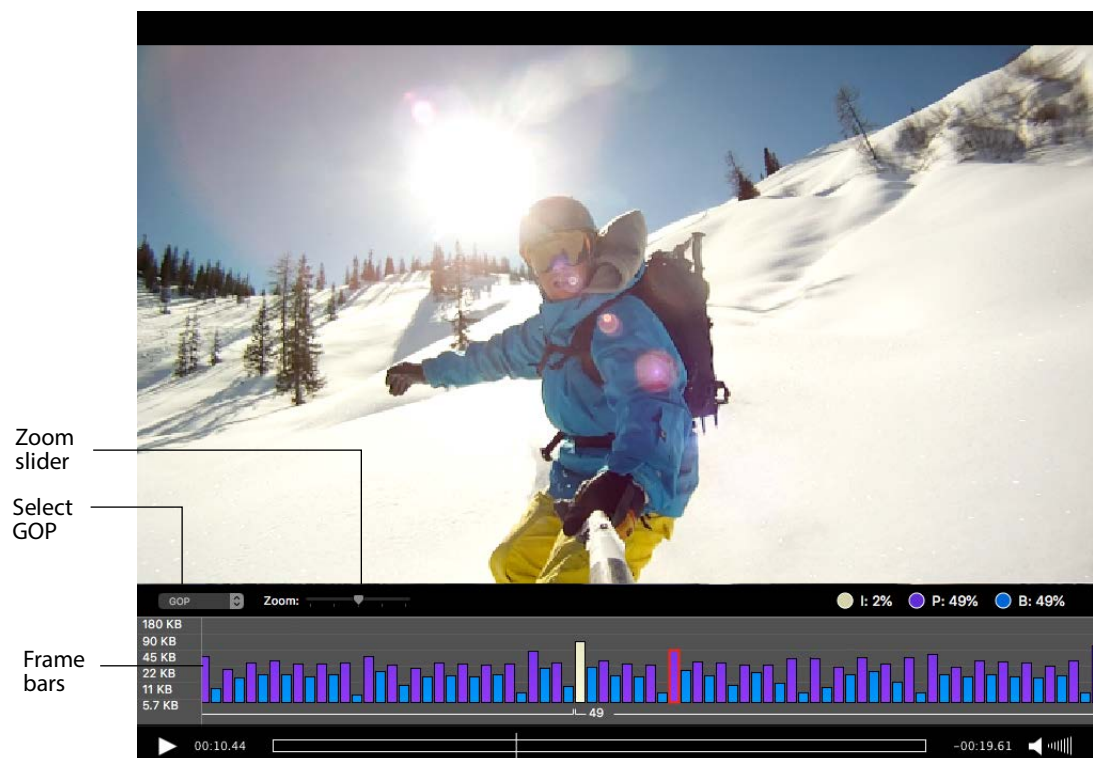 Zoom
slider
Select
GOP
GOP
Zoom:
I: 2%
P: 49%
B: 49%
Frame
bars
180 KB
90 KB
45 KB
22 KB
11 KB
5.7 KB
49
00:10.44
-00:19.61